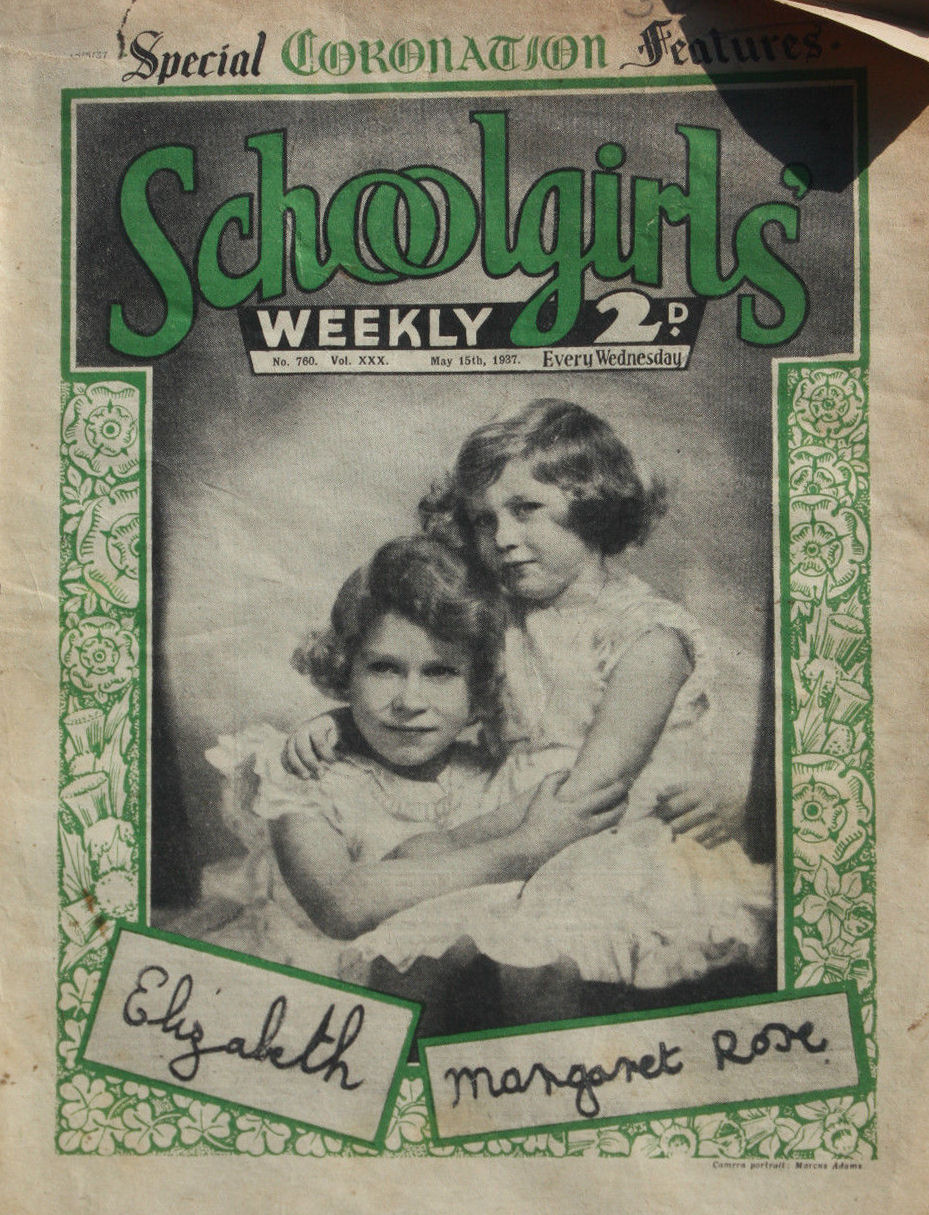 Special CORONATION Features
Schoolgirls'
WEEKLY 2D.
No. 760. Vol. XXX. May 15th, 1937. Every Wednesday
Elizabeth
Margaret Rose.
Camera portrait: Marcus Adams.